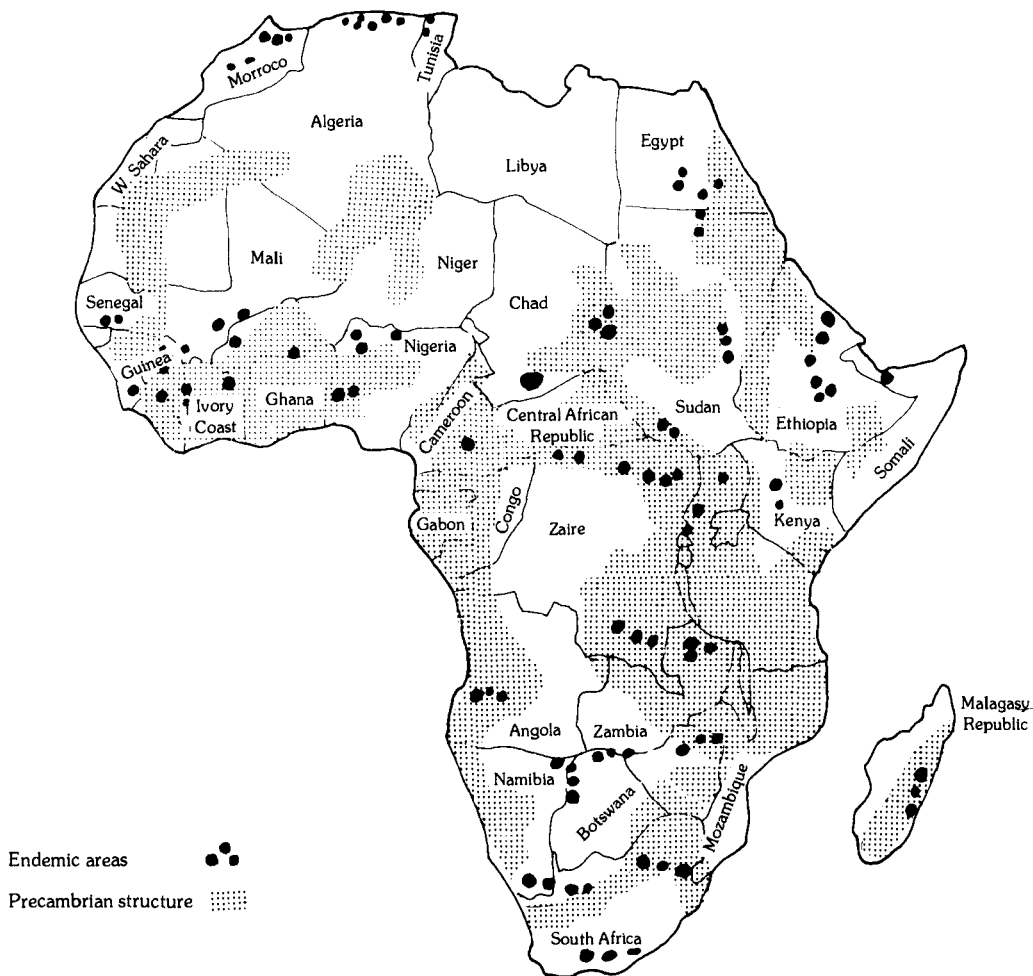 Morroco
Tunisia
Algeria
W. Sahara
Libya
Egypt
Mali
Niger
Senegal
Chad
Guinea
Nigeria
Ivory
Coast
Ghana
Cameroon
Central African
Republic
Sudan
Ethiopia
Somali
Gabon
Congo
Zaire
Kenya
Angola
Zambia
Malagasy
Republic
Namibia
Botswana
Mozambique
South Africa
Endemic areas
Precambrian structure